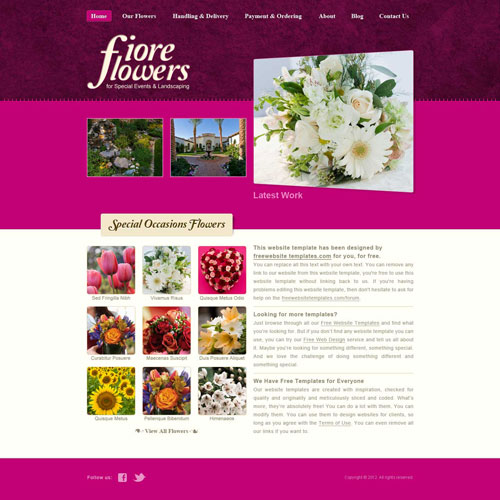 Home Our Flowers Handling & Delivery Payment & Ordering About Blog Contact Us
fiore
flowers
for Special Events & Landscaping
Latest Work
Special Occasions Flowers
Sed Fringilla Nibh Vivamus Risus Quisque Metus Odio
Curabitur Posuere Maecenas Suscipit Duis Posuere Aliquet
Quisque Metus Pellentque Bibendum Himenaeos
View All Flowers
This website template has been designed by
freewebsite templates.com for you, for free.
You can replace all this text with your own text. You can remove any
link to our website from this website template, you're free to use this
website template without linking back to us. If you're having
problems editing this website template, then don't hesitate to ask for
help on the freewebsitetemplates.com/forum.
Looking for more templates?
Just browse through all our Free Website Templates and find what
you're looking for. But if you don't find any website template you can
use, you can try our Free Web Design service and tell us all about
it. Maybe you're looking for something different, something special.
And we love the challenge of doing something different and
something special.
We Have Free Templates for Everyone
Our website templates are created with inspiration, checked for
quality and originality and meticulously sliced and coded. What's
more, they're absolutely free! You can do a lot with them. You can
modify them. You can use them to design websites for clients, so
long as you agree with the Terms of Use. You can even remove all
our links if you want to.
Follow us:
Copyright © 2012. All rights reserved.